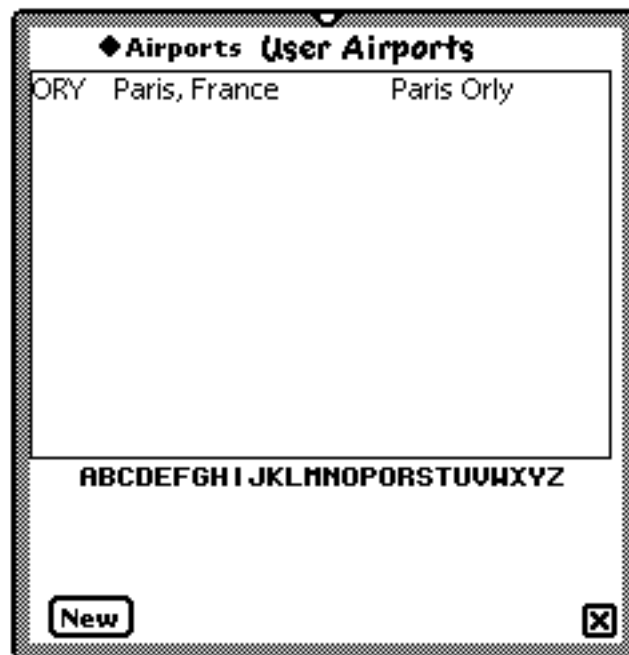 ◆Airports User Airports
ORY Paris, France Paris Orly
ABCDEFGHIJKLMNOPQRSTUVWXYZ
New